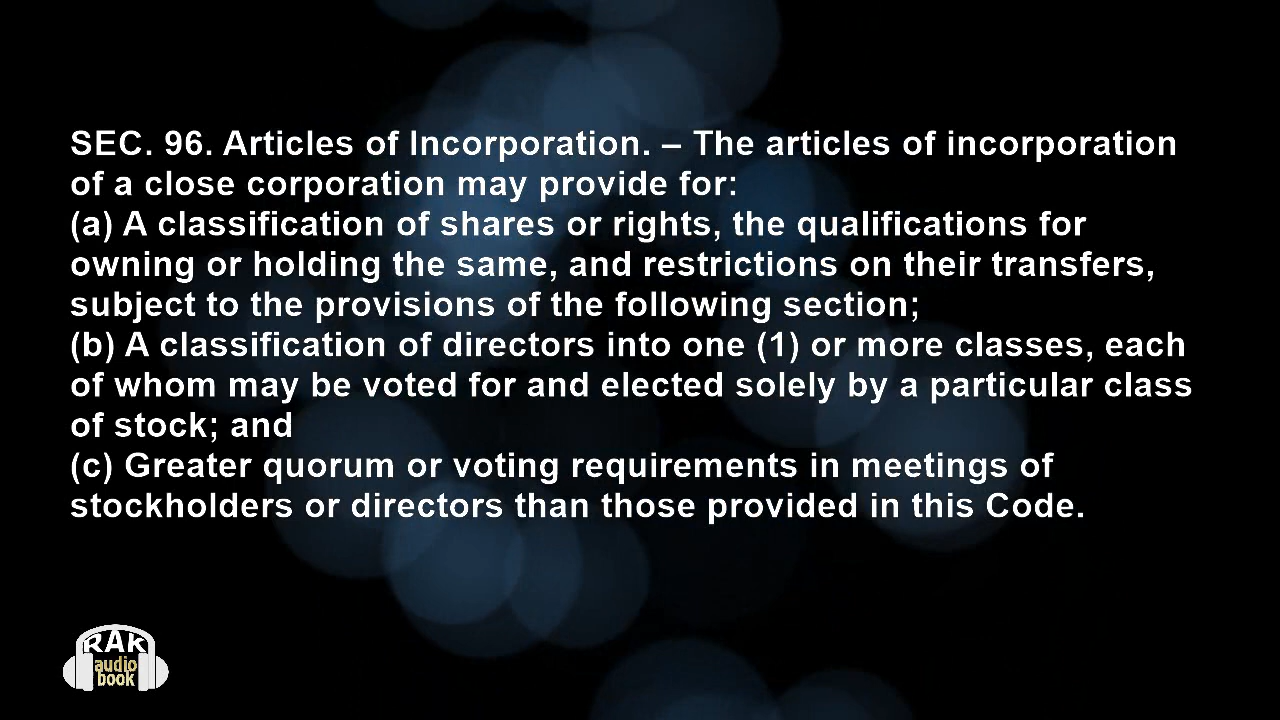 SEC. 96. Articles of Incorporation. – The articles of incorporation
of a close corporation may provide for:
(a) A classification of shares or rights, the qualifications for
owning or holding the same, and restrictions on their transfers,
subject to the provisions of the following section;
(b) A classification of directors into one (1) or more classes, each
of whom may be voted for and elected solely by a particular class
of stock; and
(c) Greater quorum or voting requirements in meetings of
stockholders or directors than those provided in this Code.
RAK
audio
book